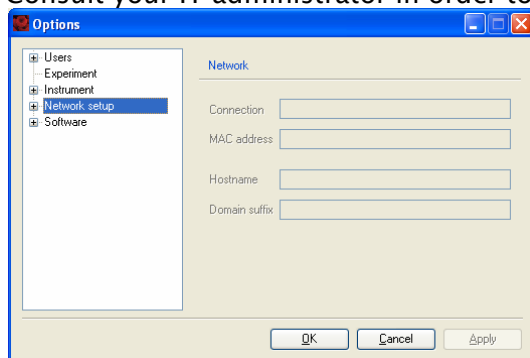 Consult your IT administrator in order to
Options
Users
Experiment
Instrument
Network setup
Software
Network
Connection
MAC address
Hostname
Domain suffix
OK
Cancel
Apply